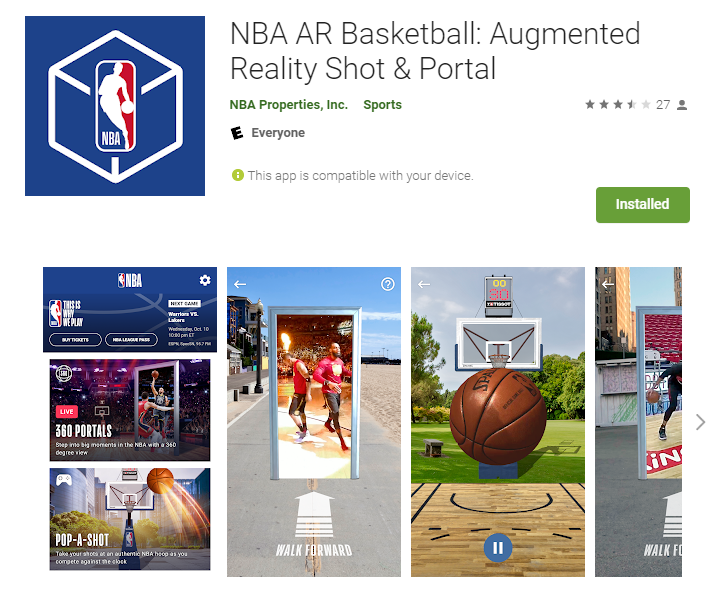 NBA AR Basketball: Augmented
Reality Shot & Portal
NBA Properties, Inc. Sports
27
E Everyone
This app is compatible with your device.
Installed
NBA
NBA
THIS IS
WHY
WE PLAY
NEXT GAME
Warriors VS.
Lakers
Wednesday, Oct. 10
10:00 pm ET
ESPN, SportSN, 95.7 FM
BUY TICKETS
NBA LEAGUE PASS
LIVE
360 PORTALS
Step into big moments in the NBA with a 360
degree view
POP-A-SHOT
Take your shots at an authentic NBA hoop as you
compete against the clock
WALK FORWARD
00
TISSOT
WALK FO